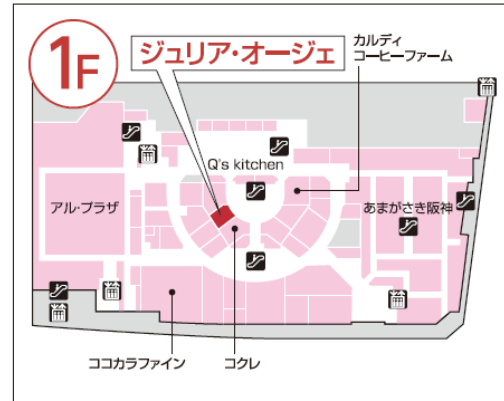 1F
ジュリア・オージェ
カルディ
コーヒーファーム
Q's kitchen
アル・プラザ
あまがさき阪神
ココカラファイン
コクレ